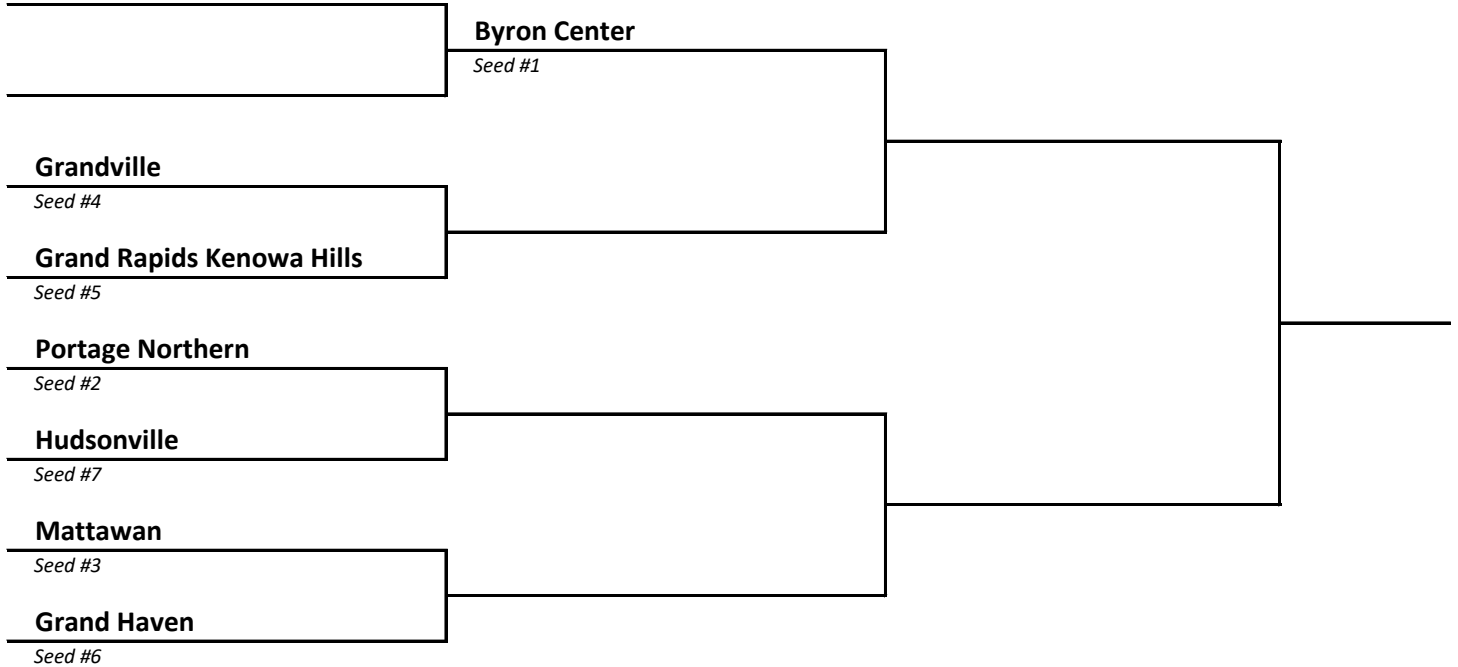 Byron Center
Seed #1
Grandville
Seed #4
Grand Rapids Kenowa Hills
Seed #5
Portage Northern
Seed #2
Hudsonville
Seed #7
Mattawan
Seed #3
Grand Haven
Seed #6